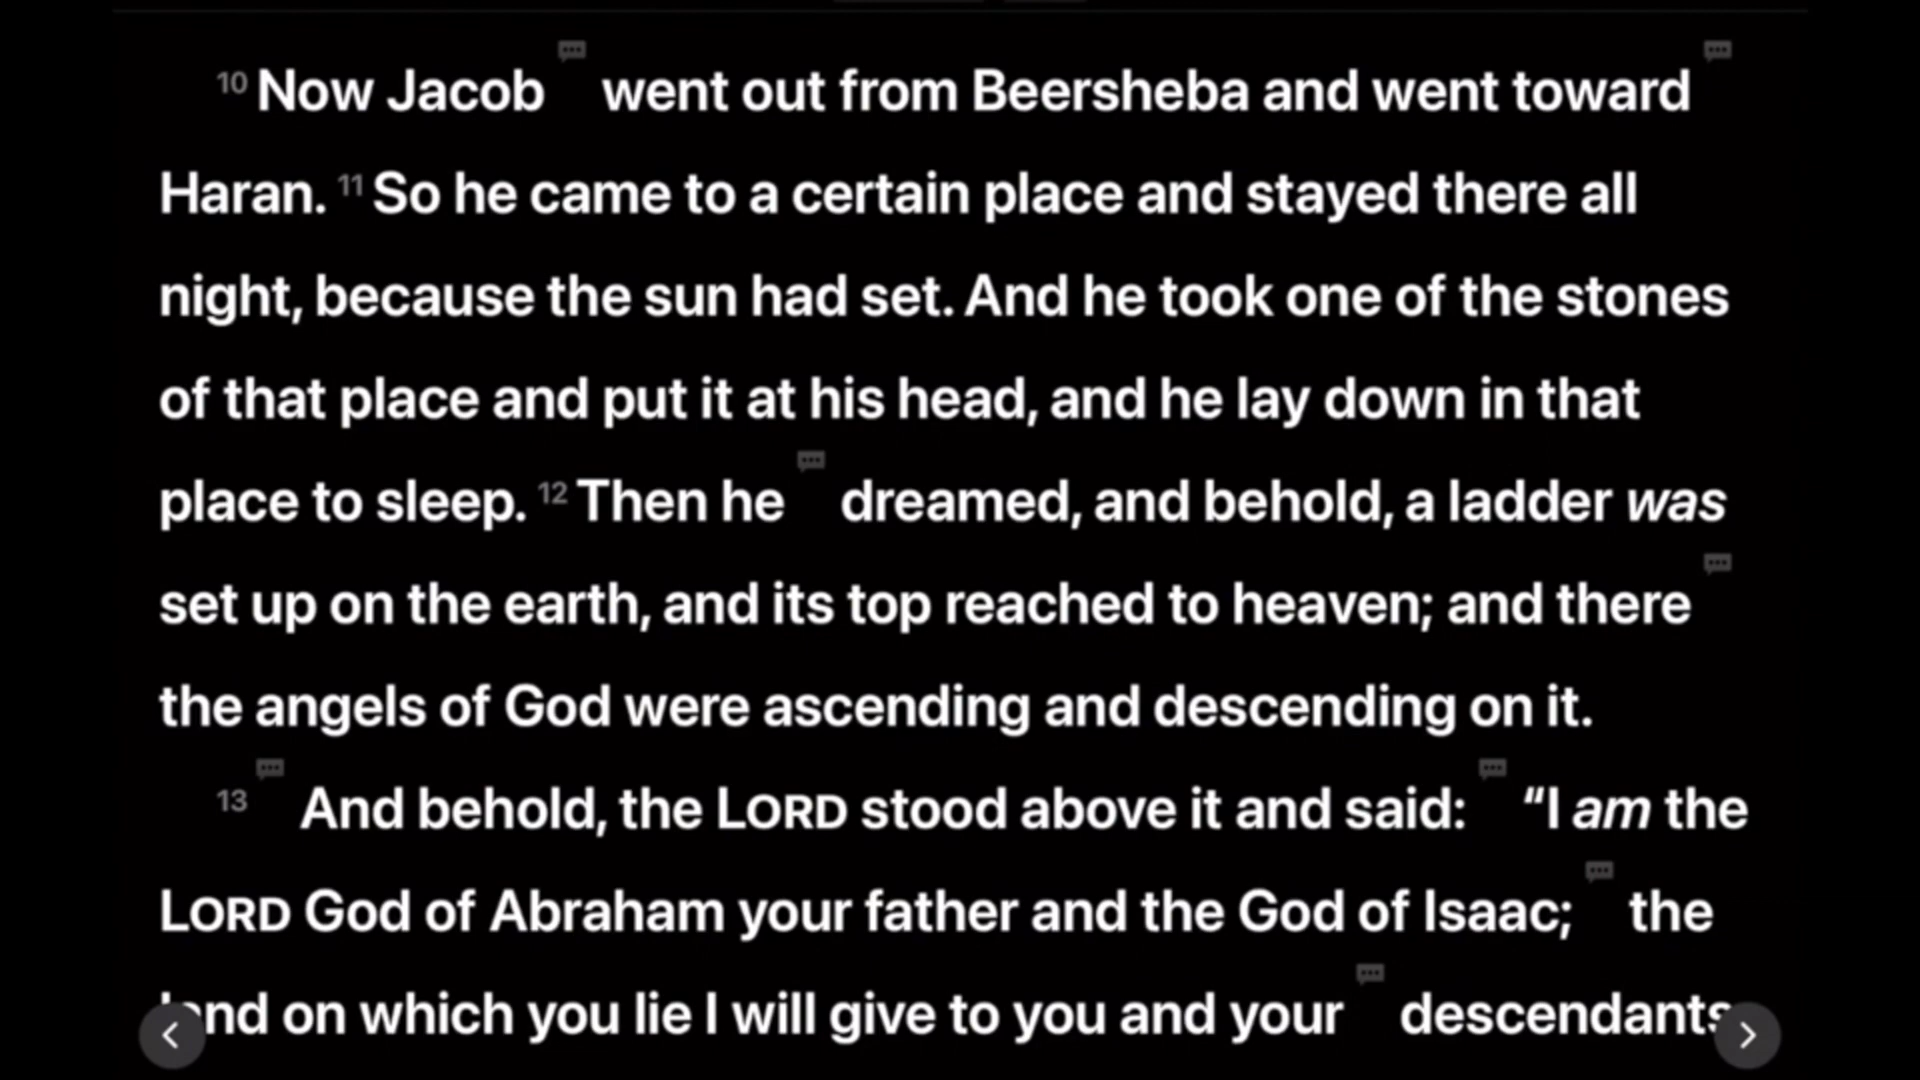 10 Now Jacob went out from Beersheba and went toward
Haran. 11 So he came to a certain place and stayed there all
night, because the sun had set. And he took one of the stones
of that place and put it at his head, and he lay down in that
place to sleep. 12 Then he dreamed, and behold, a ladder was
set up on the earth, and its top reached to heaven; and there
the angels of God were ascending and descending on it.
13 And behold, the LORD stood above it and said: “I am the
LORD God of Abraham your father and the God of Isaac; the
land on which you lie I will give to you and your descendants